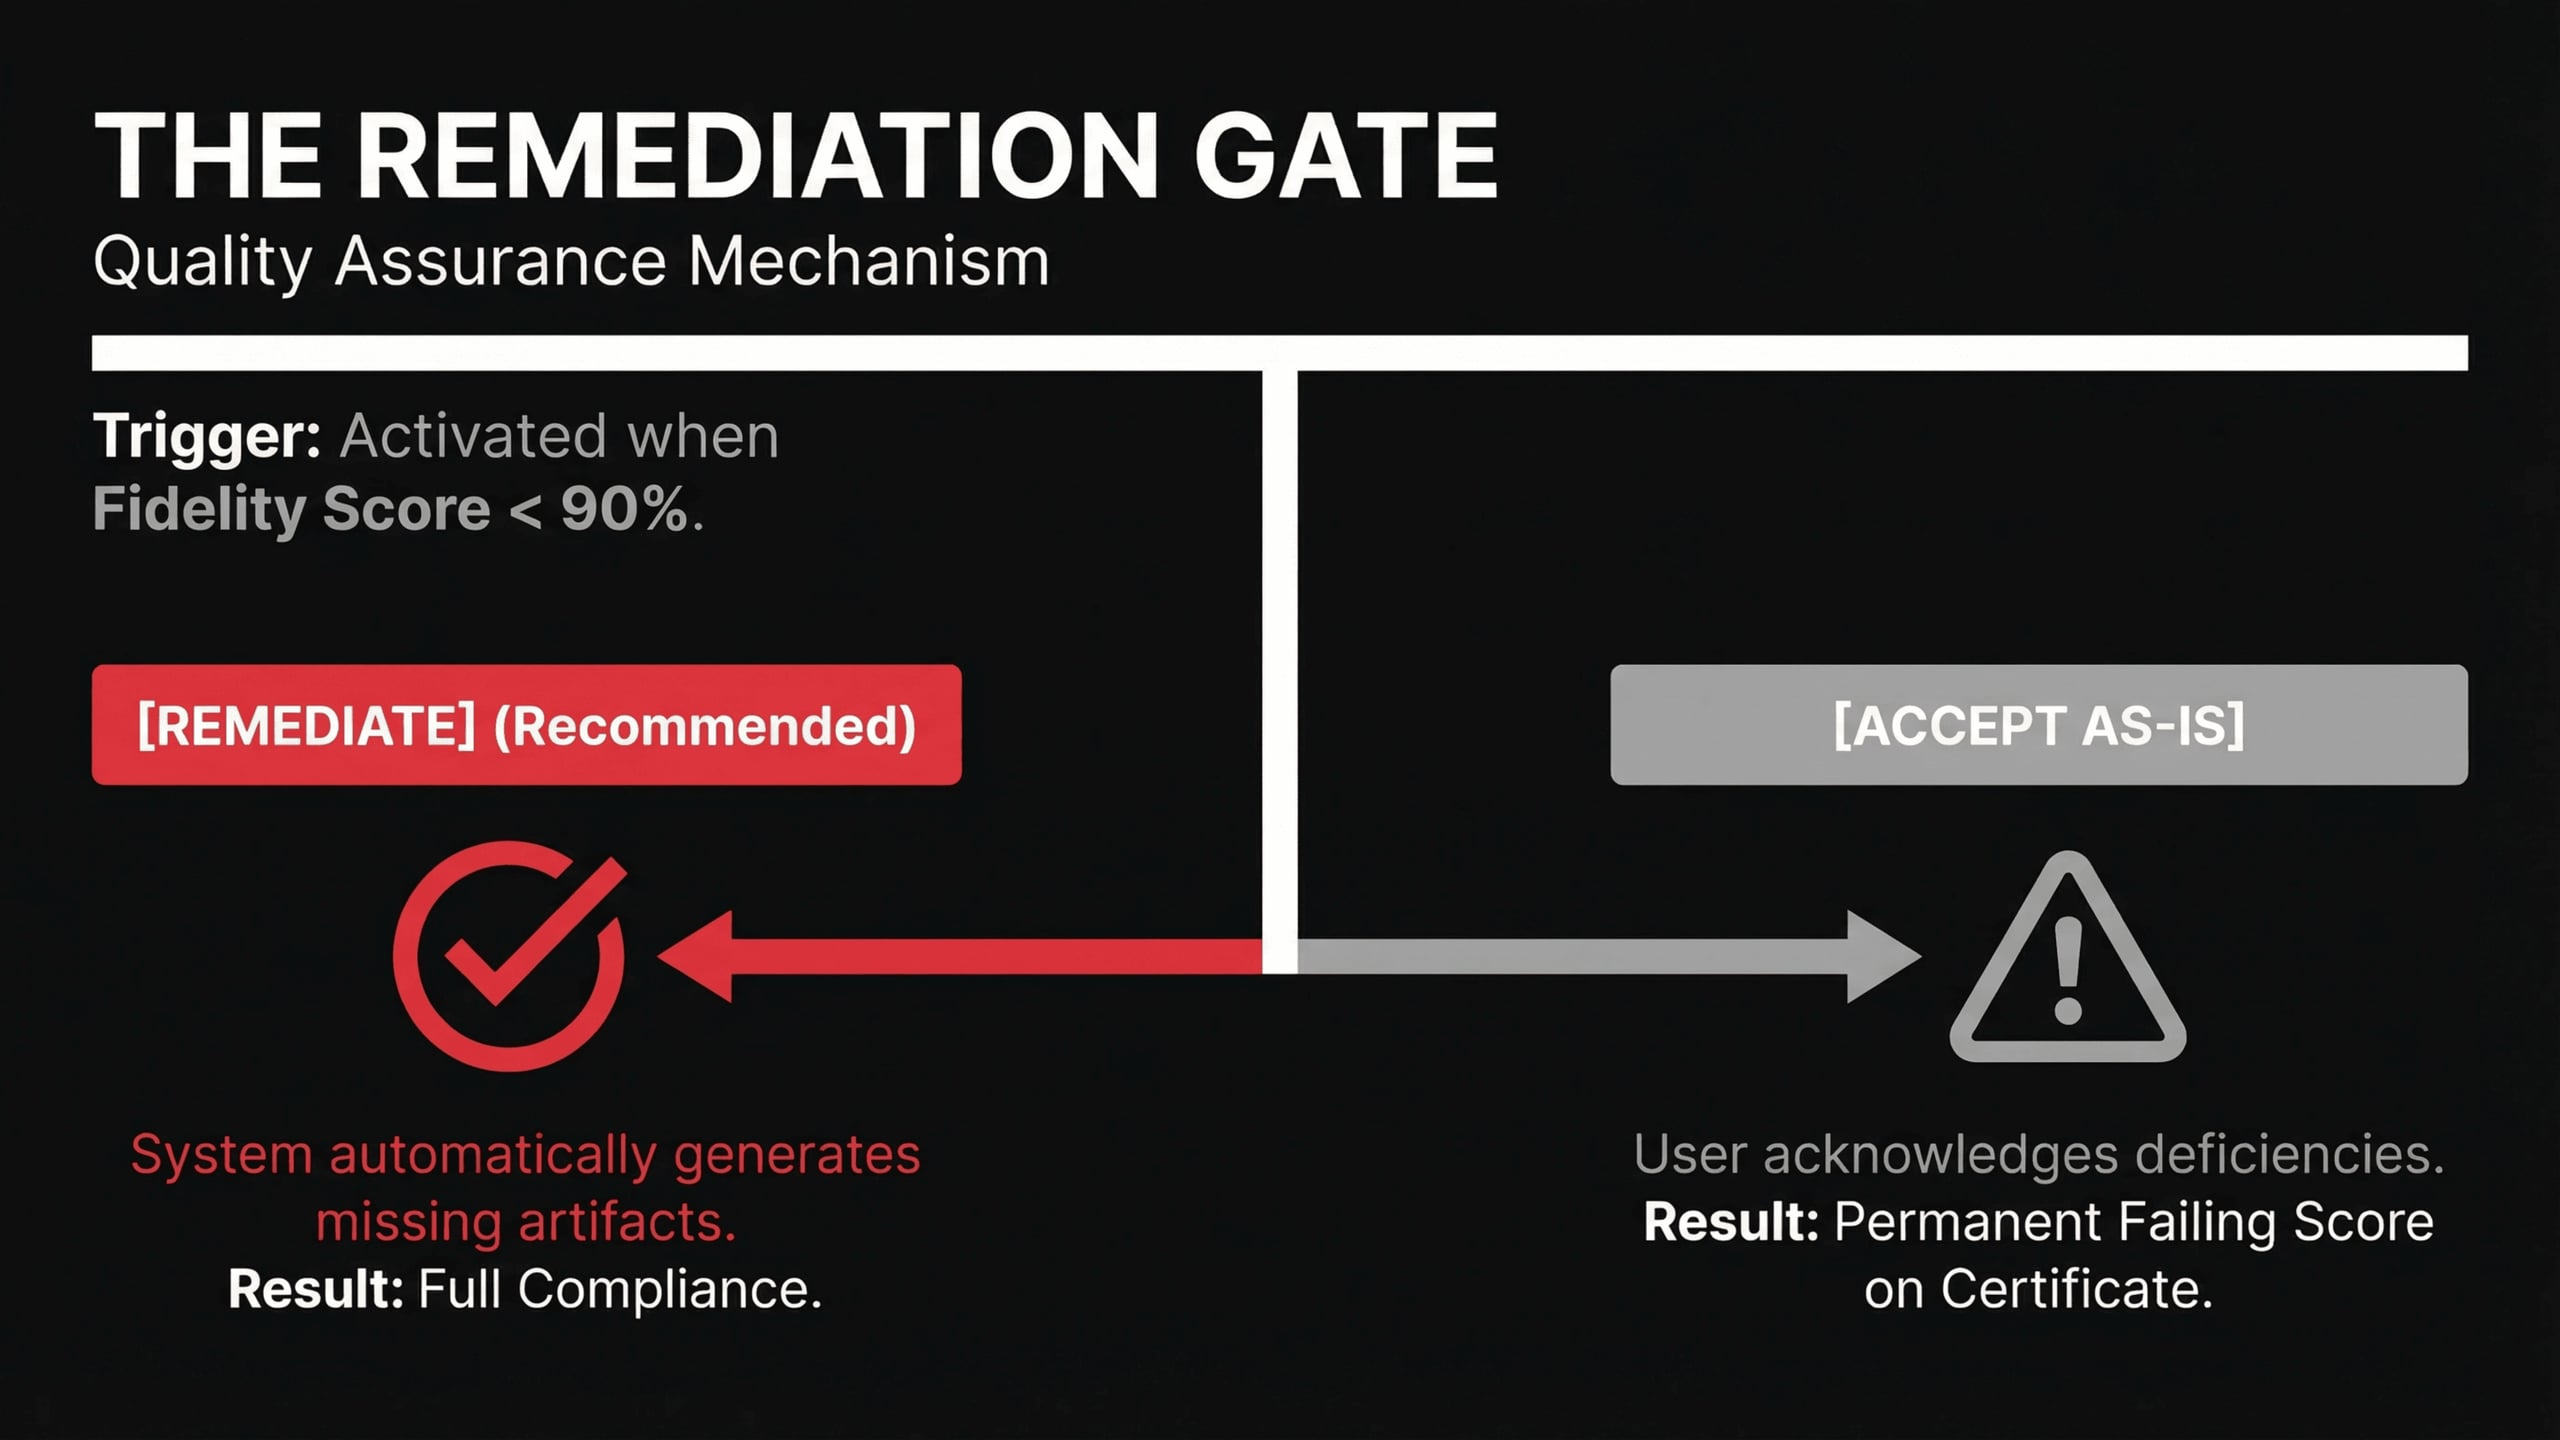 THE REMEDIATION GATE
Quality Assurance Mechanism
Trigger: Activated when
Fidelity Score < 90%.
[REMEDIATE] (Recommended)
System automatically generates
missing artifacts.
Result: Full Compliance.
[ACCEPT AS-IS]
User acknowledges deficiencies.
Result: Permanent Failing Score
on Certificate.